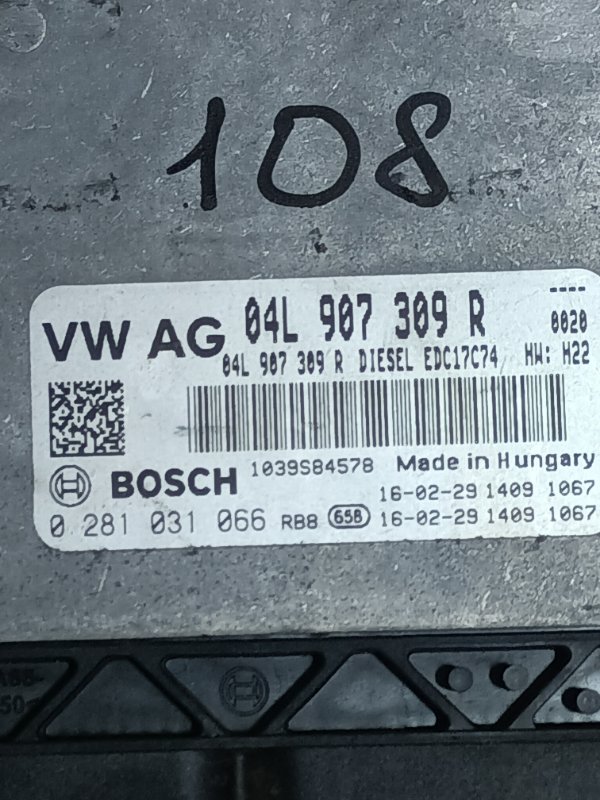 108
VW AG 04L 907 309 R ----
0020
04L 907 309 R DIESEL EDC17C74 HW: H22
BOSCH 1039S84578 Made in Hungary
16-02-29 1409 1067
0 281 031 066 RB8 658 16-02-29 1409 1067